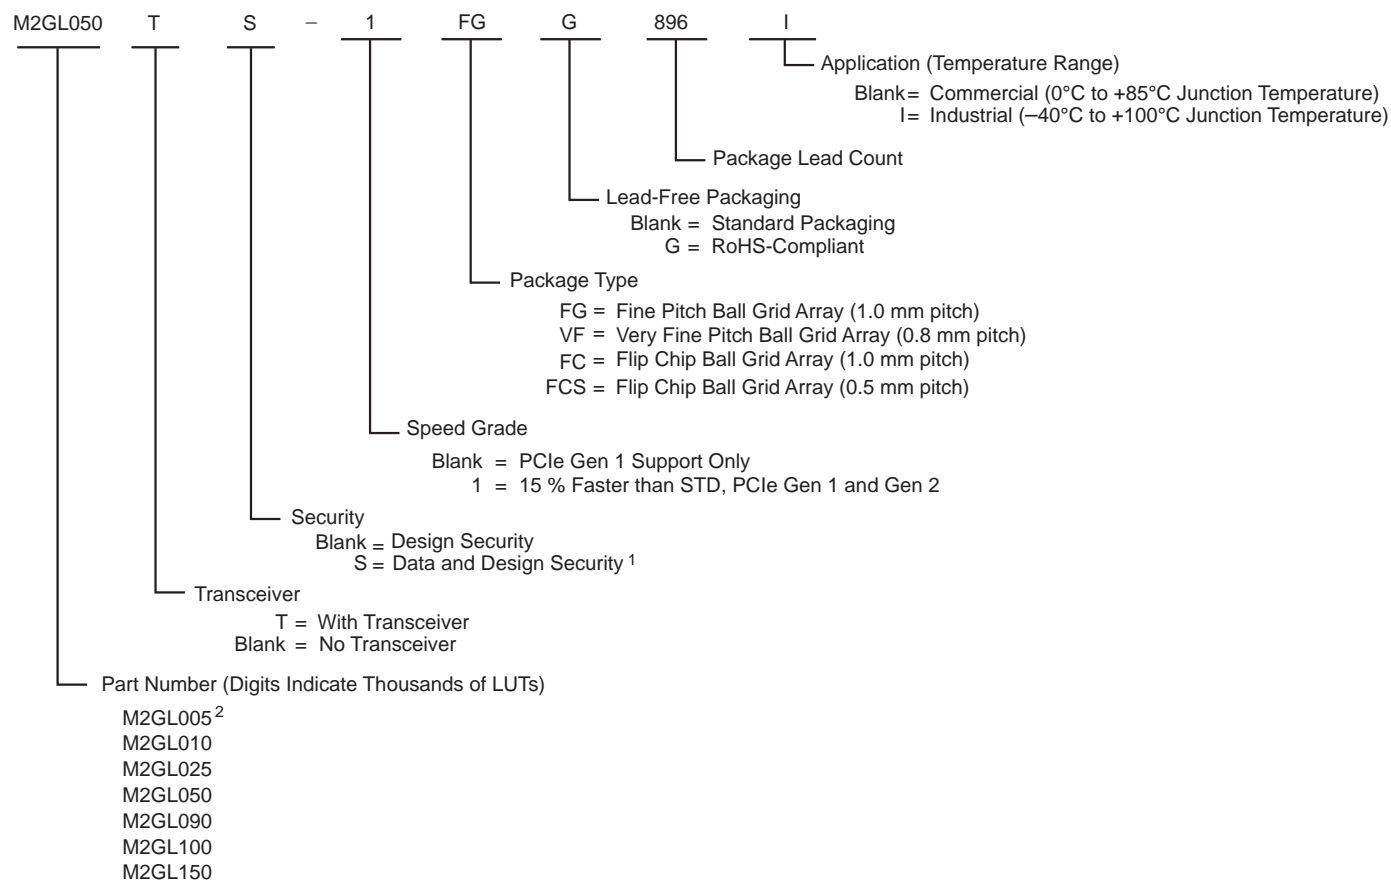 M2GL050 T S – 1 FG G 896 I
Application (Temperature Range)
Blank= Commercial (0°C to +85°C Junction Temperature)
I= Industrial (–40°C to +100°C Junction Temperature)
Package Lead Count
Lead-Free Packaging
Blank = Standard Packaging
G = RoHS-Compliant
Package Type
FG = Fine Pitch Ball Grid Array (1.0 mm pitch)
VF = Very Fine Pitch Ball Grid Array (0.8 mm pitch)
FC = Flip Chip Ball Grid Array (1.0 mm pitch)
FCS = Flip Chip Ball Grid Array (0.5 mm pitch)
Speed Grade
Blank = PCIe Gen 1 Support Only
1 = 15 % Faster than STD, PCIe Gen 1 and Gen 2
Security
Blank = Design Security
S = Data and Design Security 1
Transceiver
T = With Transceiver
Blank = No Transceiver
Part Number (Digits Indicate Thousands of LUTs)
M2GL005 2
M2GL010
M2GL025
M2GL050
M2GL090
M2GL100
M2GL150